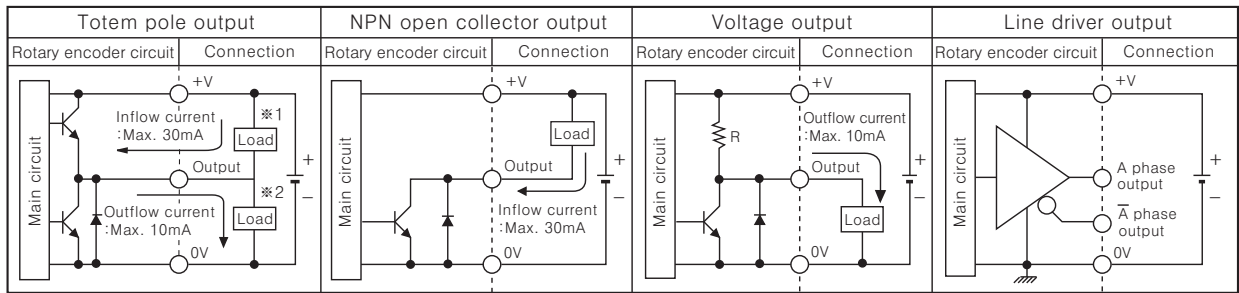 Totem pole output
NPN open collector output
Voltage output
Line driver output
Rotary encoder circuit
Connection
Rotary encoder circuit
Connection
Rotary encoder circuit
Connection
Rotary encoder circuit
Connection
Main circuit
+V
Inflow current
:Max. 30mA
※1
Load
Output
+
−
※2
Outflow current
:Max. 10mA
Load
0V
Main circuit
+V
Load
Output
+
−
Inflow current
:Max. 30mA
0V
Main circuit
+V
R
Outflow current
:Max. 10mA
Output
+
−
Load
0V
Main circuit
+V
A phase
output
+
−
A̅ phase
output
0V